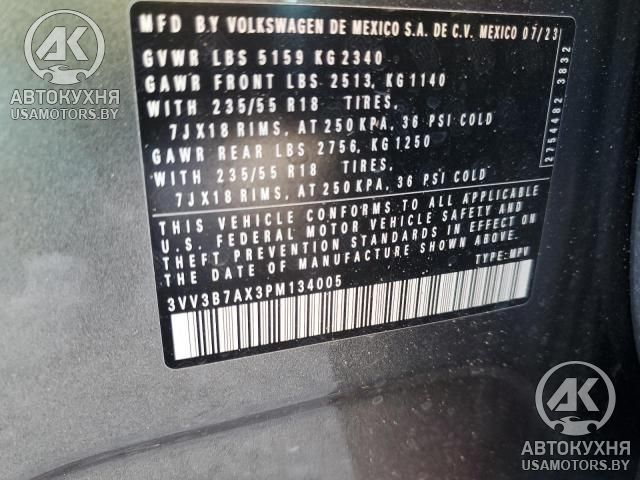 MFD B.Y VOLKSWAGEN DE MEXICO S.A. DE C.V. MEXICO 07/23
GVWR LBS 5159 KG 2340
GAWR FRONT LBS 2513, KG 1140
WITH 235/55 R18 TIRES,
7JX18 RIMS, AT 250 KPA, 36 PSI COLD
GAWR REAR LBS 2756, KG 1250
WITH 235/55 R18 TIRES,
7JX18 RIMS, AT 250 KPA, 36 PSI COLD
THIS VEHICLE CONFORMS TO ALL APPLICABLE
U.S. FEDERAL MOTOR VEHICLE SAFETY AND
THEFT PREVENTION STANDARDS IN EFFECT ON
THE DATE OF MANUFACTURE SHOWN ABOVE.
3VV3B7AX3PM134005 TYPE: MPV
2754482 3832
AK
АВТОКУХНЯ
USAMOTORS.BY
AK
АВТОКУХНЯ
USAMOTORS.BY